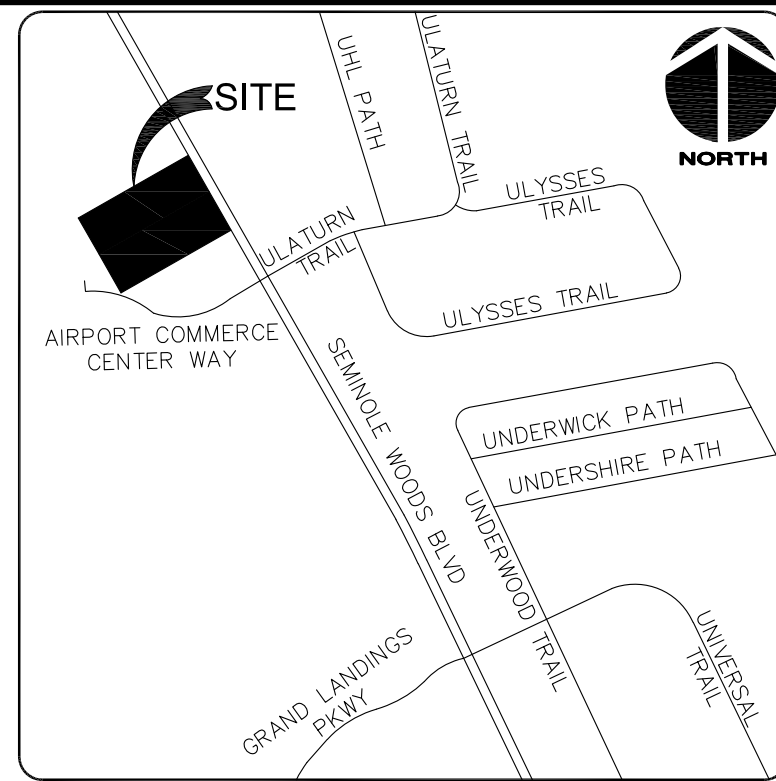 SITE
NORTH
UHL PATH
ULATURN TRAIL
ULYSSES
TRAIL
ULATURN
TRAIL
ULYSSES TRAIL
AIRPORT COMMERCE
CENTER WAY
SEMINOLE WOODS BLVD
UNDERWICK PATH
UNDERSHIRE PATH
UNDERWOOD TRAIL
UNIVERSAL
TRAIL
GRAND LANDINGS
PKWY